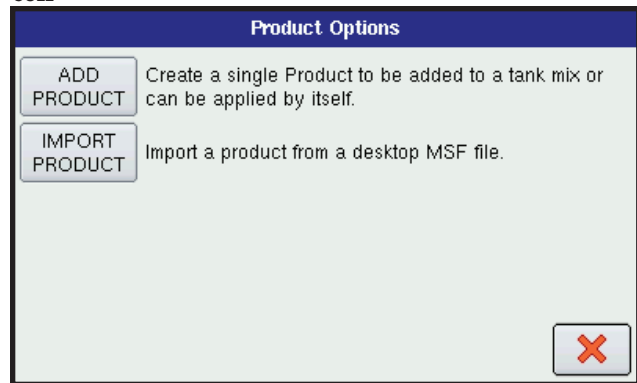 Product Options
ADD
PRODUCT
Create a single Product to be added to a tank mix or
can be applied by itself.
IMPORT
PRODUCT
Import a product from a desktop MSF file.